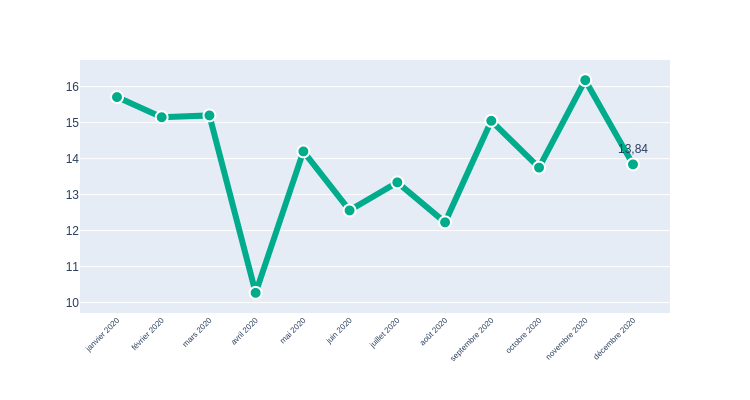 16
15
14
13,84
13
12
11
10
janvier 2020
février 2020
mars 2020
avril 2020
mai 2020
juin 2020
juillet 2020
août 2020
septembre 2020
octobre 2020
novembre 2020
décembre 2020